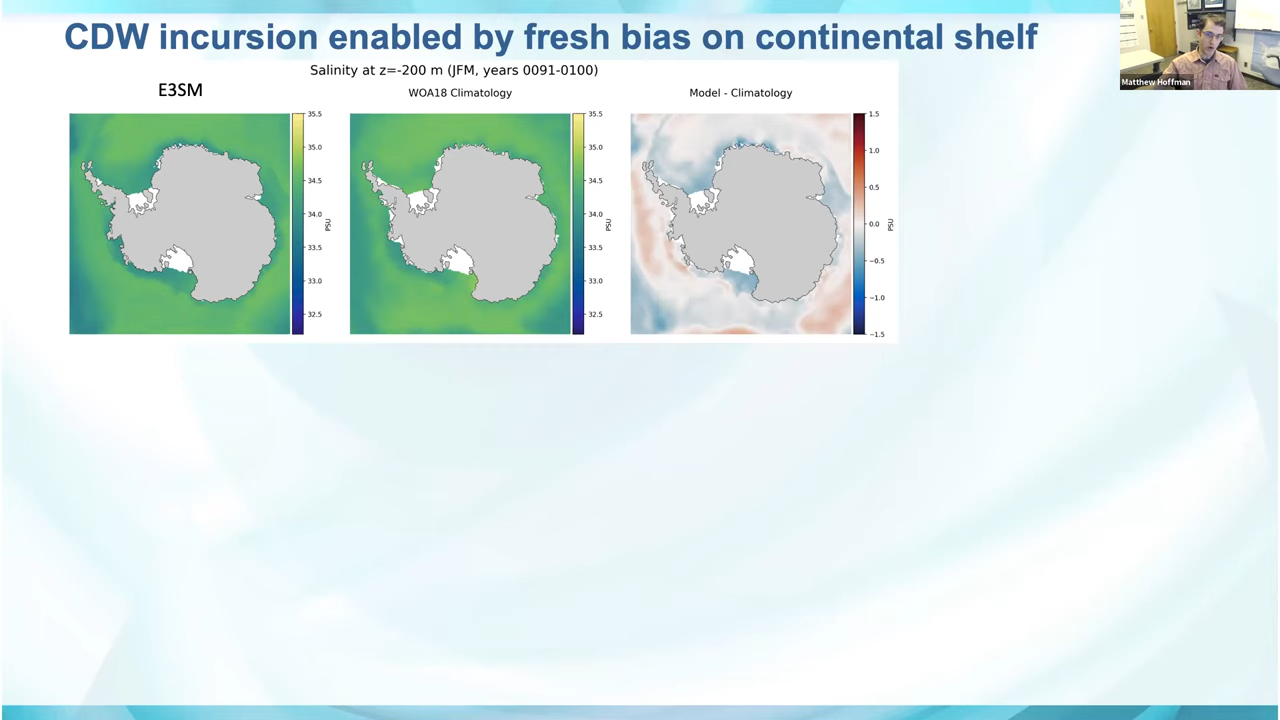 CDW incursion enabled by fresh bias on continental shelf
Matthew Hoffman
Salinity at z=-200 m (JFM, years 0091-0100)
E3SM
WOA18 Climatology
Model - Climatology
35.5
35.0
34.5
34.0
33.5
33.0
32.5
PSU
35.5
35.0
34.5
34.0
33.5
33.0
32.5
PSU
1.5
1.0
0.5
0.0
−0.5
−1.0
−1.5
PSU